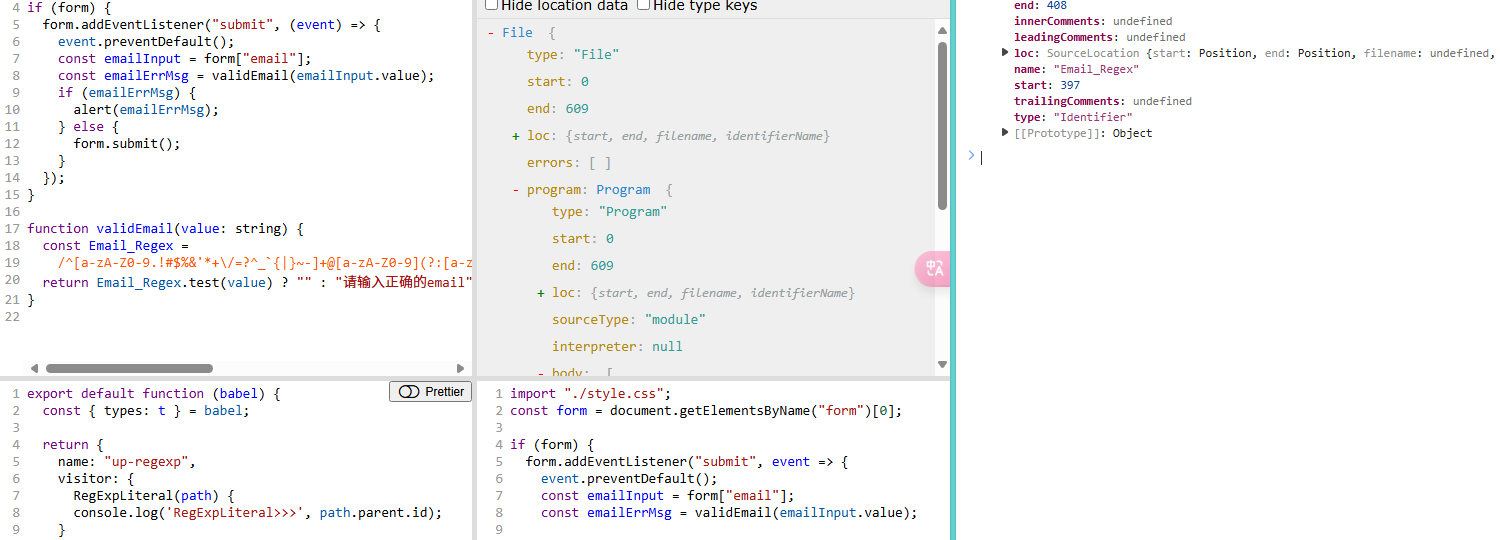 4 if (form) {
5   form.addEventListener("submit", (event) => {
6     event.preventDefault();
7     const emailInput = form["email"];
8     const emailErrMsg = validEmail(emailInput.value);
9     if (emailErrMsg) {
10       alert(emailErrMsg);
11     } else {
12       form.submit();
13     }
14   });
15 }
16
17 function validEmail(value: string) {
18   const Email_Regex =
19     /^[a-zA-Z0-9.!#$%&'*+\/=?^_`{|}~-]+@[a-zA-Z0-9](?:[a-z
20   return Email_Regex.test(value) ? "" : "请输入正确的email"
21 }
22
Hide location data Hide type keys
- File {
type: "File"
start: 0
end: 609
+ loc: {start, end, filename, identifierName}
errors: [ ]
- program: Program {
type: "Program"
start: 0
end: 609
+ loc: {start, end, filename, identifierName}
sourceType: "module"
interpreter: null
- body: [
end: 408
innerComments: undefined
leadingComments: undefined
loc: SourceLocation {start: Position, end: Position, filename: undefined,
name: "Email_Regex"
start: 397
trailingComments: undefined
type: "Identifier"
[[Prototype]]: Object
>
中A
Prettier
1 export default function (babel) {
2   const { types: t } = babel;
3
4   return {
5     name: "up-regexp",
6     visitor: {
7       RegExpLiteral(path) {
8       console.log('RegExpLiteral>>>', path.parent.id);
9     }
1 import "./style.css";
2 const form = document.getElementsByName("form")[0];
3
4 if (form) {
5   form.addEventListener("submit", event => {
6     event.preventDefault();
7     const emailInput = form["email"];
8     const emailErrMsg = validEmail(emailInput.value);
9